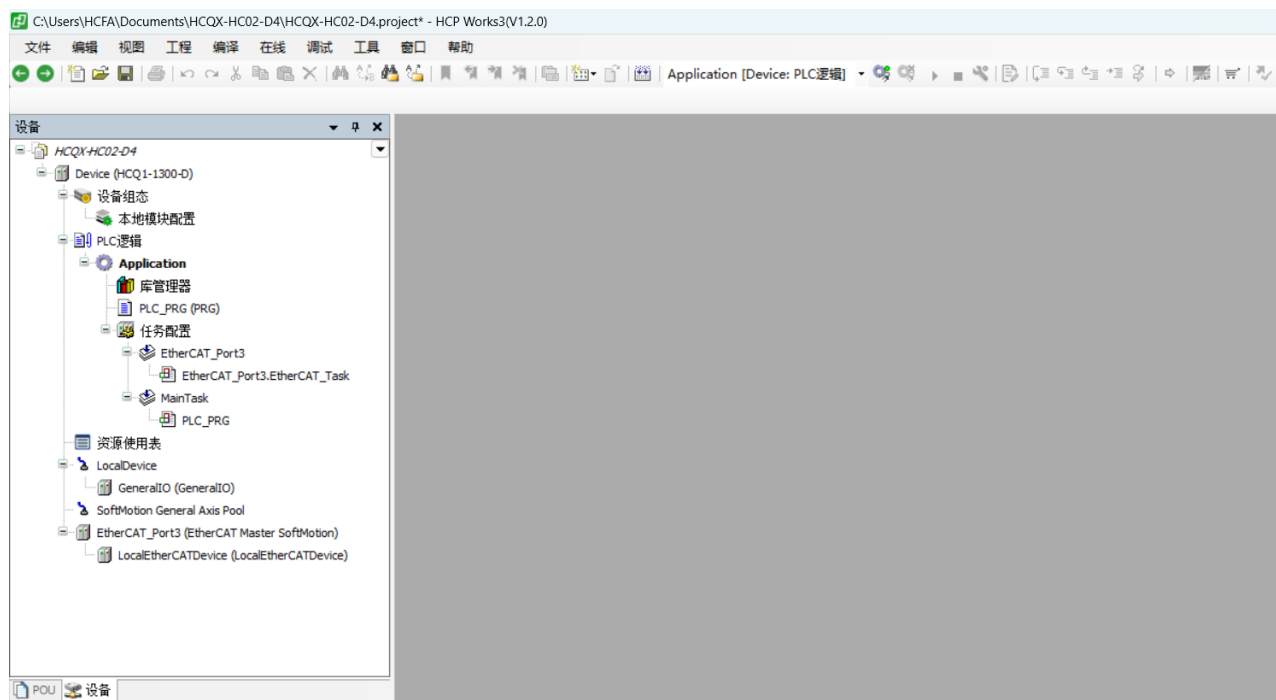 C:\Users\HCFA\Documents\HCQX-HC02-D4\HCQX-HC02-D4.project* - HCP Works3(V1.2.0)
文件 编辑 视图 工程 编译 在线 调试 工具 窗口 帮助
Application [Device: PLC逻辑]
设备
HCQX-HC02-D4
Device (HCQ1-1300-D)
设备组态
本地模块配置
PLC逻辑
Application
库管理器
PLC_PRG (PRG)
任务配置
EtherCAT_Port3
EtherCAT_Port3.EtherCAT_Task
MainTask
PLC_PRG
资源使用表
LocalDevice
GeneralIO (GeneralIO)
SoftMotion General Axis Pool
EtherCAT_Port3 (EtherCAT Master SoftMotion)
LocalEtherCATDevice (LocalEtherCATDevice)
POU 设备